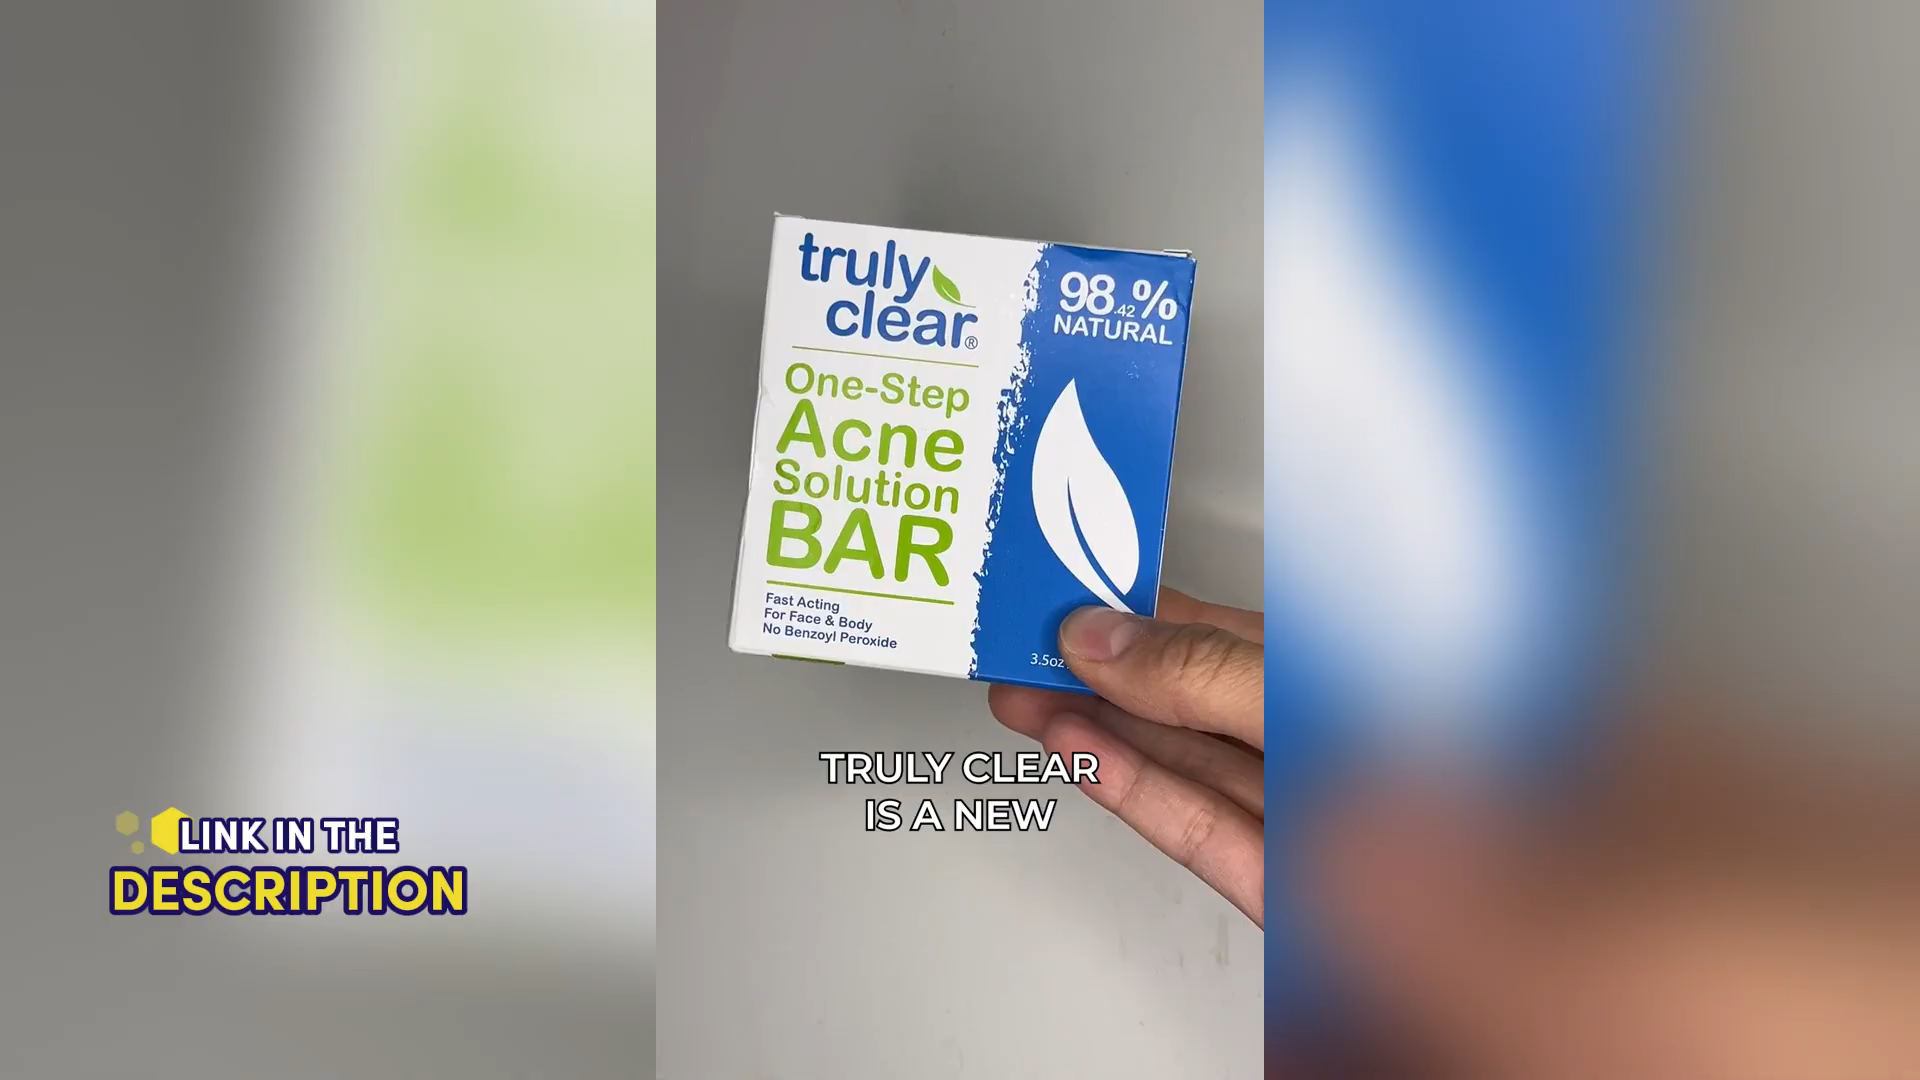 truly
clear®
98.42%
NATURAL
One-Step
Acne
Solution
BAR
Fast Acting
For Face & Body
No Benzoyl Peroxide
3.5oz
TRULY CLEAR
IS A NEW
LINK IN THE
DESCRIPTION